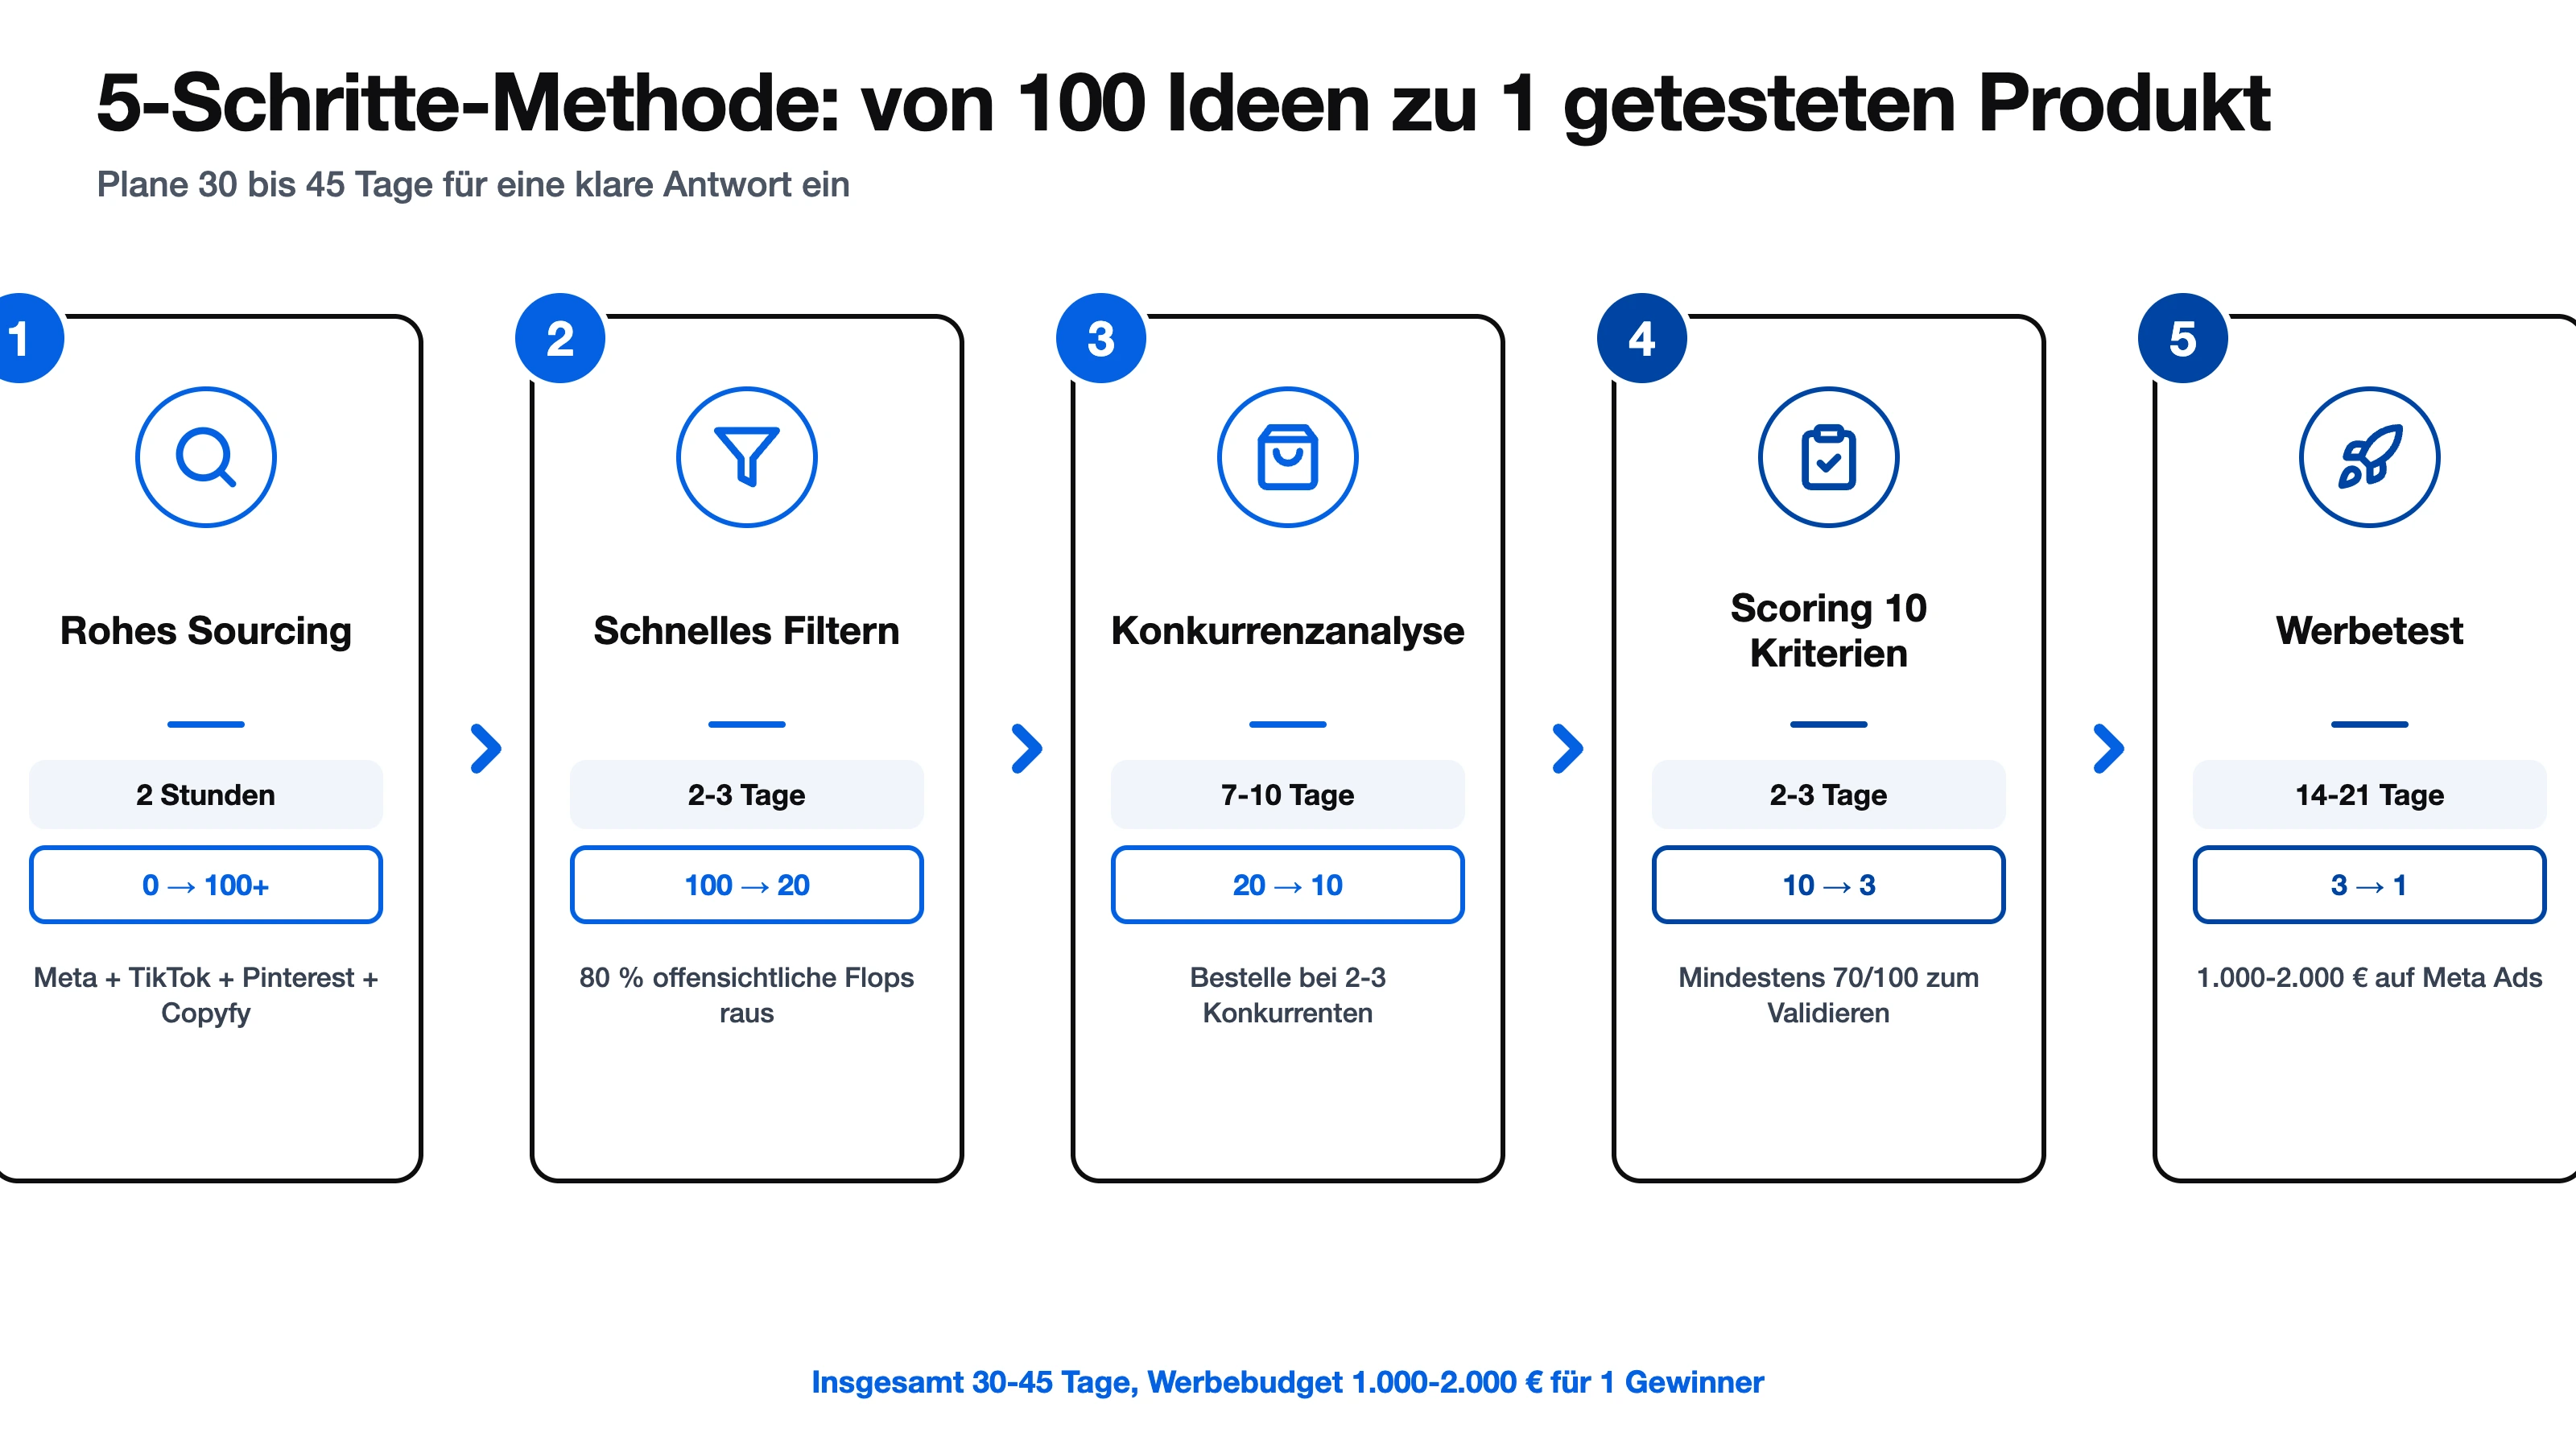 5-Schritte-Methode: von 100 Ideen zu 1 getesteten Produkt
Plane 30 bis 45 Tage für eine klare Antwort ein
1
Rohes Sourcing
2 Stunden
0 → 100+
Meta + TikTok + Pinterest +
Copyfy
2
Schnelles Filtern
2-3 Tage
100 → 20
80 % offensichtliche Flops
raus
3
Konkurrenzanalyse
7-10 Tage
20 → 10
Bestelle bei 2-3
Konkurrenten
4
Scoring 10
Kriterien
2-3 Tage
10 → 3
Mindestens 70/100 zum
Validieren
5
Werbetest
14-21 Tage
3 → 1
1.000-2.000 € auf Meta Ads
Insgesamt 30-45 Tage, Werbebudget 1.000-2.000 € für 1 Gewinner